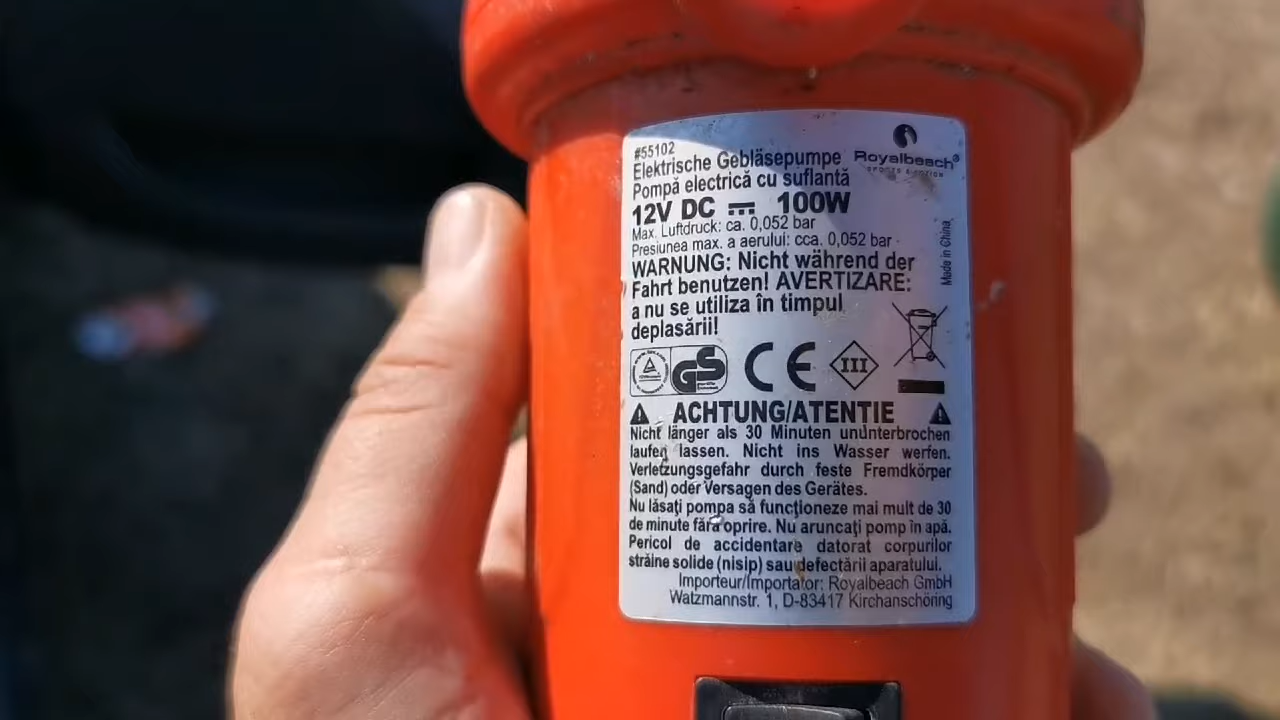 #55102
Elektrische Gebläsepumpe
Pompă electrică cu suflantă
Royalbeach®
SPORTS & ACTION
12V DC 100W
Max. Luftdruck: ca. 0,052 bar
Presiunea max. a aerului: cca. 0,052 bar
Made in China
WARNUNG: Nicht während der
Fahrt benutzen! AVERTIZARE:
a nu se utiliza în timpul
deplasării!
GS
CE
III
ACHTUNG/ATENTIE
Nicht länger als 30 Minuten ununterbrochen
laufen lassen. Nicht ins Wasser werfen.
Verletzungsgefahr durch feste Fremdkörper
(Sand) oder Versagen des Gerätes.
Nu lăsaţi pompa să funcţioneze mai mult de 30
de minute fără oprire. Nu aruncaţi pomp în apă.
Pericol de accidentare datorat corpurilor
străine solide (nisip) sau defectării aparatului.
Importeur/Importator: Royalbeach GmbH
Watzmannstr. 1, D-83417 Kirchanschöring